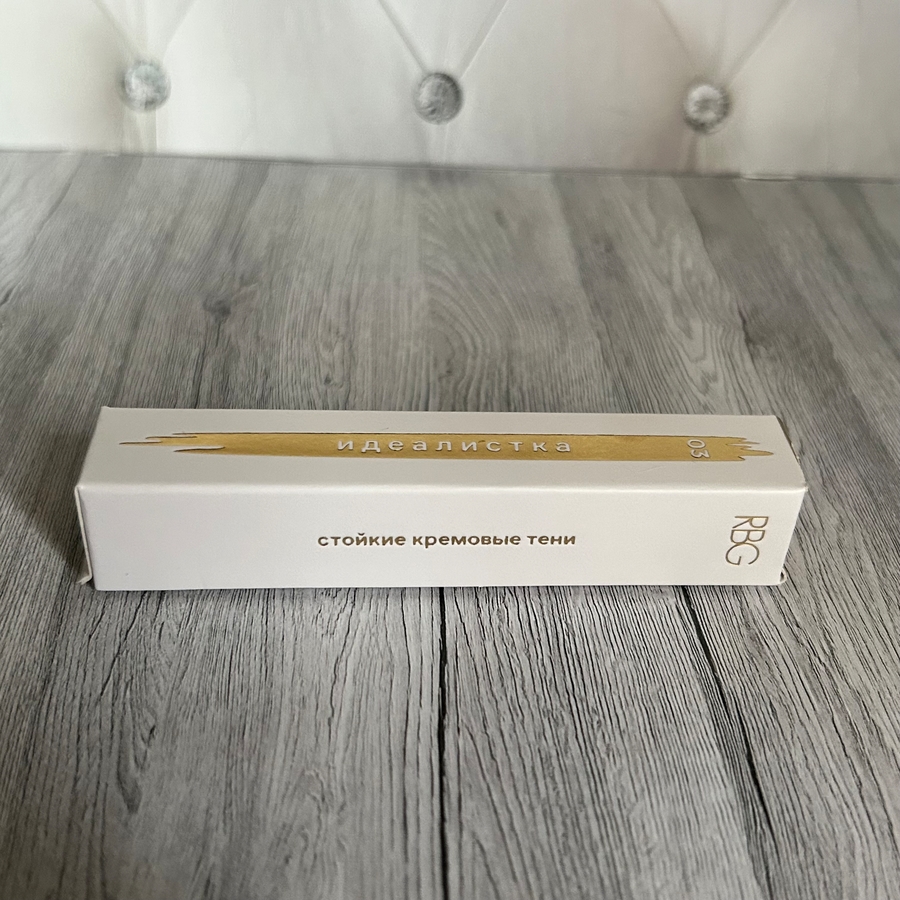 идеалистка
03
стойкие кремовые тени
RBG